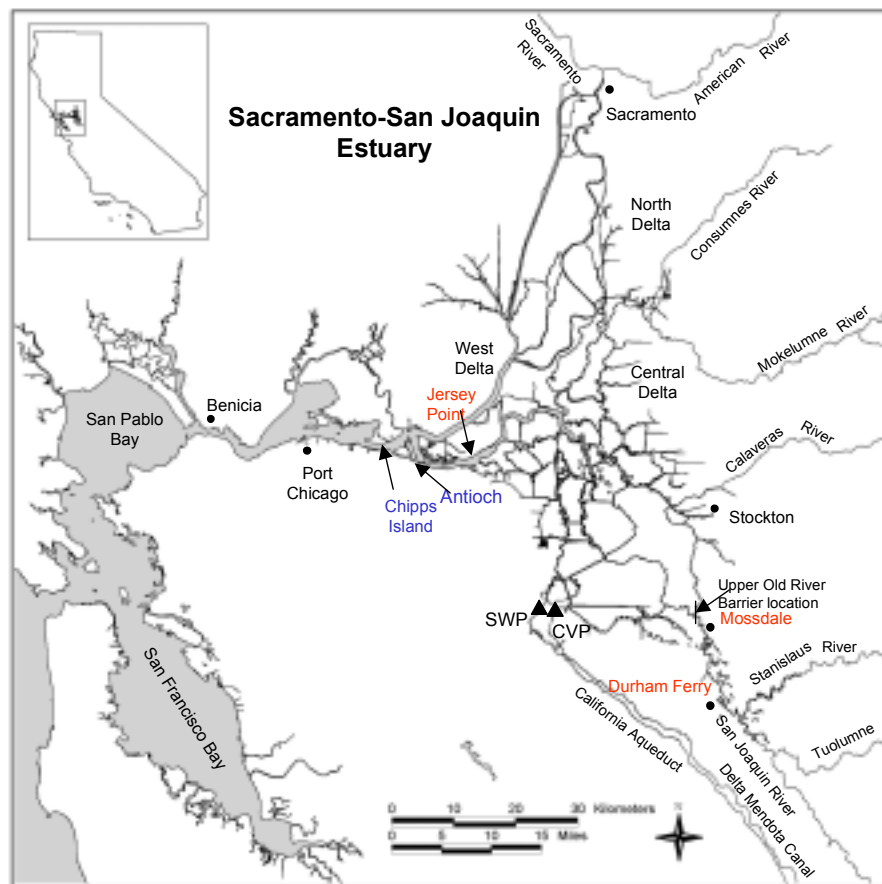 Sacramento
River
American River
Sacramento
Sacramento-San Joaquin
Estuary
North
Delta
Consumnes River
Mokelumne River
West
Delta
Central
Delta
Jersey
Point
Benicia
San Pablo
Bay
Port
Chicago
Chipps
Island
Antioch
Calaveras
River
Stockton
Upper Old River
Barrier location
Mossdale
SWP
CVP
Stanislaus River
Durham Ferry
San Francisco Bay
California Aqueduct
San Joaquin River
Tuolumne
Delta Mendota Canal
0 10 20 30 Kilometers
0 5 10 15 Miles
N